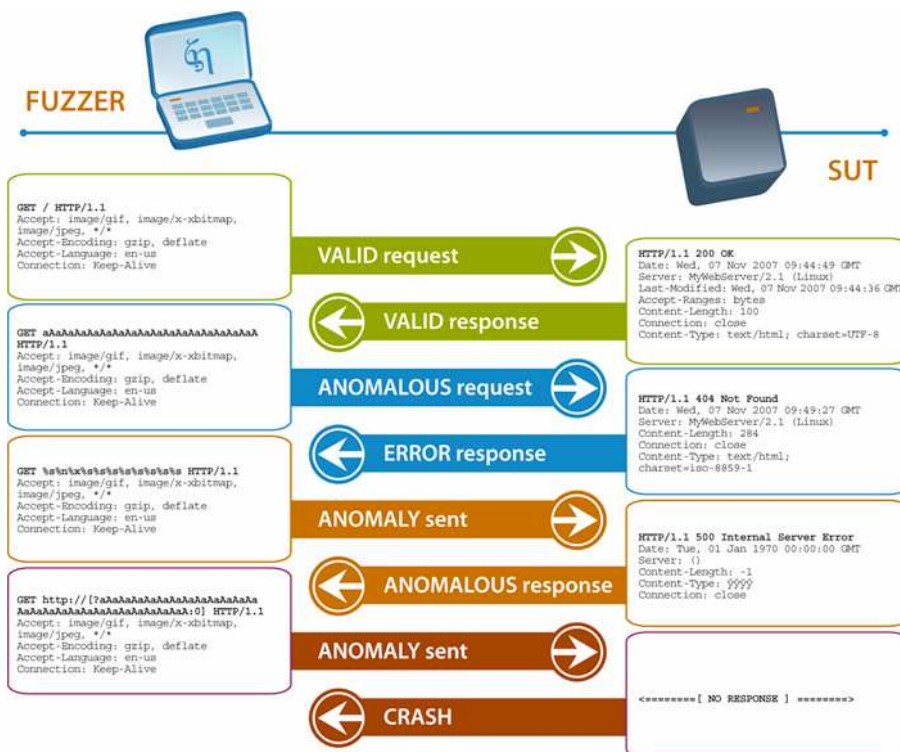 FUZZER
SUT
GET / HTTP/1.1
Accept: image/gif, image/x-xbitmap,
image/jpeg, */*
Accept-Encoding: gzip, deflate
Accept-Language: en-us
Connection: Keep-Alive
VALID request
HTTP/1.1 200 OK
Date: Wed, 07 Nov 2007 09:44:49 GMT
Server: MyWebServer/2.1 (Linux)
Last-Modified: Wed, 07 Nov 2007 09:44:36 GMT
Accept-Ranges: bytes
Content-Length: 100
Connection: close
Content-Type: text/html; charset=UTF-8
VALID response
GET aAaAaAaAaAaAaAaAaAaAaAaAaAaAaAaAaA
HTTP/1.1
Accept: image/gif, image/x-xbitmap,
image/jpeg, */*
Accept-Encoding: gzip, deflate
Accept-Language: en-us
Connection: Keep-Alive
ANOMALOUS request
HTTP/1.1 404 Not Found
Date: Wed, 07 Nov 2007 09:49:27 GMT
Server: MyWebServer/2.1 (Linux)
Content-Length: 284
Connection: close
Content-Type: text/html;
charset=iso-8859-1
ERROR response
GET %s%n%x%s%s%s%s%s%s%s%s HTTP/1.1
Accept: image/gif, image/x-xbitmap,
image/jpeg, */*
Accept-Encoding: gzip, deflate
Accept-Language: en-us
Connection: Keep-Alive
ANOMALY sent
HTTP/1.1 500 Internal Server Error
Date: Tue, 01 Jan 1970 00:00:00 GMT
Server: ()
Content-Length: -1
Content-Type: ÿÿÿÿ
Connection: close
ANOMALOUS response
GET http://[?aAaAaAaAaAaAaAaAaAaAaAaAa
AaAaAaAaAaAaAaAaAaAaAaAaAaA:0] HTTP/1.1
Accept: image/gif, image/x-xbitmap,
image/jpeg, */*
Accept-Encoding: gzip, deflate
Accept-Language: en-us
Connection: Keep-Alive
ANOMALY sent
<========[ NO RESPONSE ] ========>
CRASH